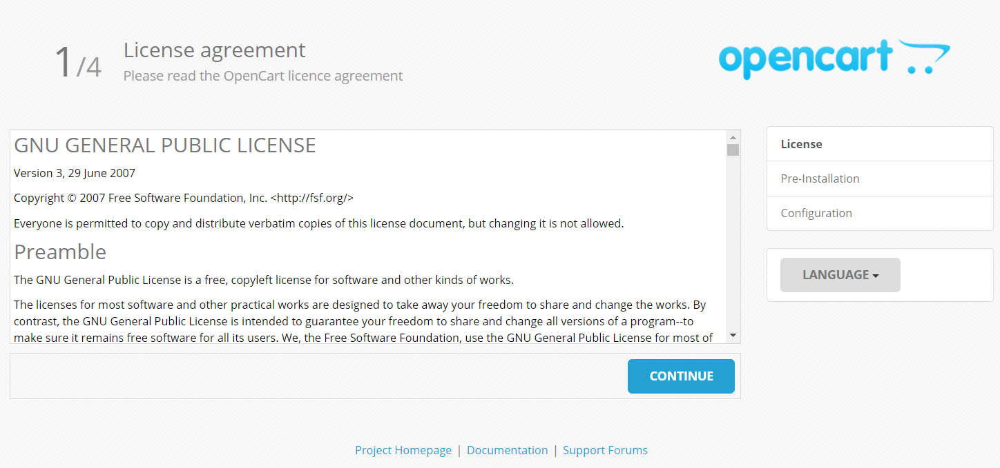 1/4
License agreement
Please read the OpenCart licence agreement
opencart
GNU GENERAL PUBLIC LICENSE
Version 3, 29 June 2007
Copyright © 2007 Free Software Foundation, Inc. <http://fsf.org/>
Everyone is permitted to copy and distribute verbatim copies of this license document, but changing it is not allowed.
Preamble
The GNU General Public License is a free, copyleft license for software and other kinds of works.
The licenses for most software and other practical works are designed to take away your freedom to share and change the works. By
contrast, the GNU General Public License is intended to guarantee your freedom to share and change all versions of a program--to
make sure it remains free software for all its users. We, the Free Software Foundation, use the GNU General Public License for most of
CONTINUE
License
Pre-Installation
Configuration
LANGUAGE
Project Homepage | Documentation | Support Forums